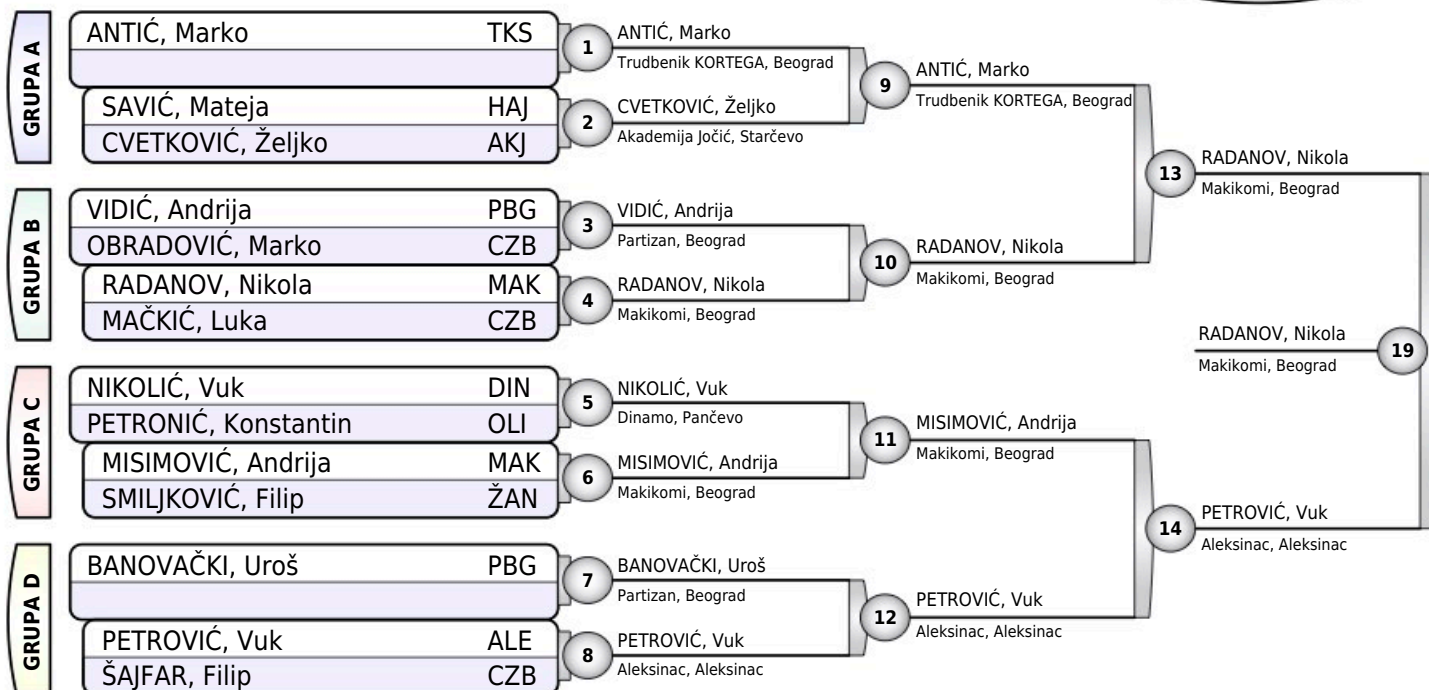 GRUPA A
ANTIĆ, Marko TKS
SAVIĆ, Mateja HAJ
CVETKOVIĆ, Željko AKJ
GRUPA B
VIDIĆ, Andrija PBG
OBRADOVIĆ, Marko CZB
RADANOV, Nikola MAK
MAČKIĆ, Luka CZB
GRUPA C
NIKOLIĆ, Vuk DIN
PETRONIĆ, Konstantin OLI
MISIMOVIĆ, Andrija MAK
SMILJKOVIĆ, Filip ŽAN
GRUPA D
BANOVAČKI, Uroš PBG
PETROVIĆ, Vuk ALE
ŠAJFAR, Filip CZB
1
ANTIĆ, Marko
Trudbenik KORTEGA, Beograd
2
CVETKOVIĆ, Željko
Akademija Jočić, Starčevo
3
VIDIĆ, Andrija
Partizan, Beograd
4
RADANOV, Nikola
Makikomi, Beograd
5
NIKOLIĆ, Vuk
Dinamo, Pančevo
6
MISIMOVIĆ, Andrija
Makikomi, Beograd
7
BANOVAČKI, Uroš
Partizan, Beograd
8
PETROVIĆ, Vuk
Aleksinac, Aleksinac
9
ANTIĆ, Marko
Trudbenik KORTEGA, Beograd
10
RADANOV, Nikola
Makikomi, Beograd
11
MISIMOVIĆ, Andrija
Makikomi, Beograd
12
PETROVIĆ, Vuk
Aleksinac, Aleksinac
13
RADANOV, Nikola
Makikomi, Beograd
14
PETROVIĆ, Vuk
Aleksinac, Aleksinac
RADANOV, Nikola
Makikomi, Beograd
19